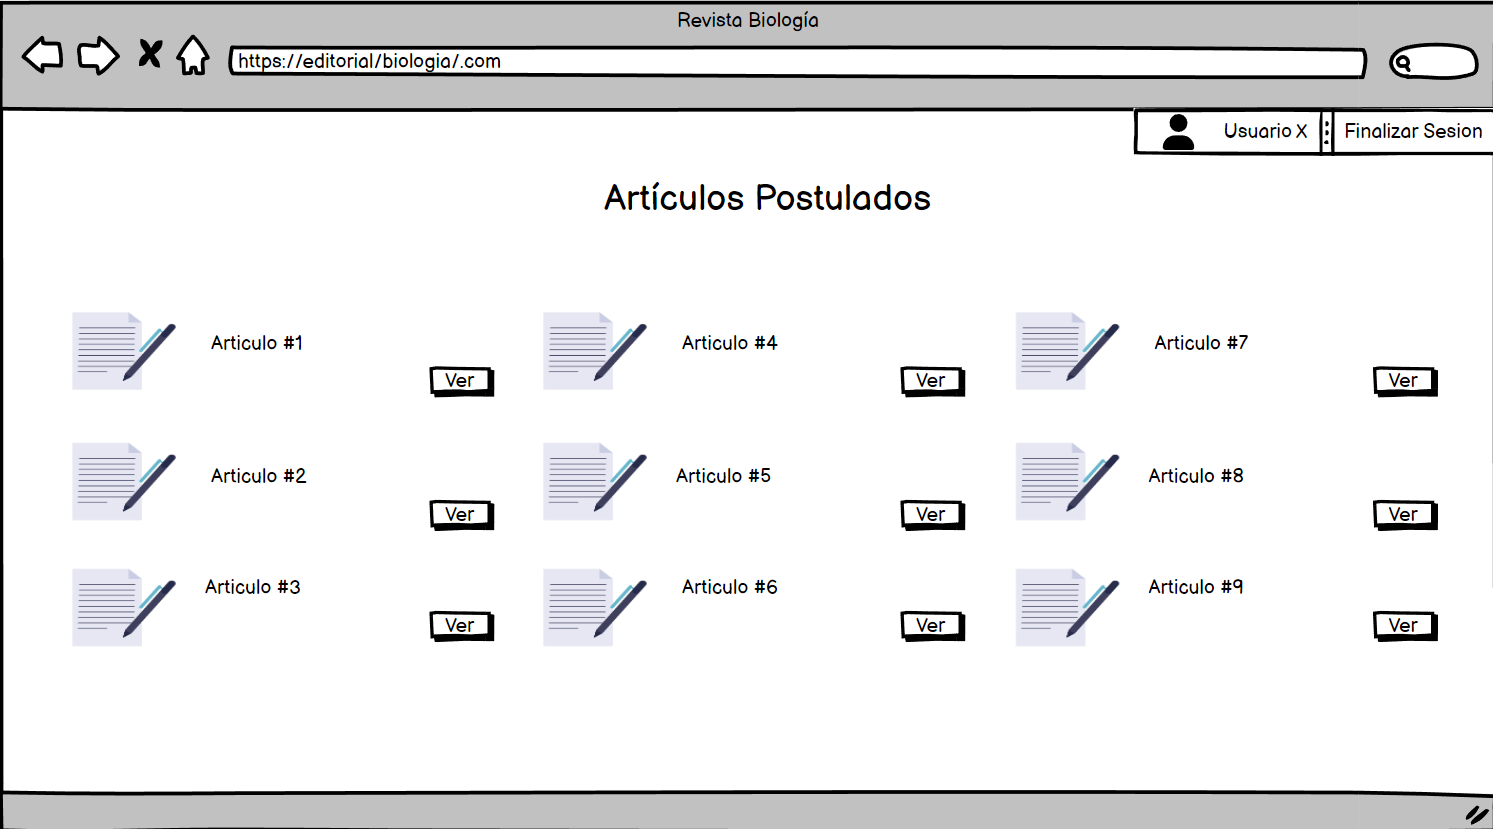 Revista Biología
https://editorial/biologia/.com
Usuario X
Finalizar Sesion
Artículos Postulados
Articulo #1
Ver
Articulo #4
Ver
Articulo #7
Ver
Articulo #2
Ver
Articulo #5
Ver
Articulo #8
Ver
Articulo #3
Ver
Articulo #6
Ver
Articulo #9
Ver